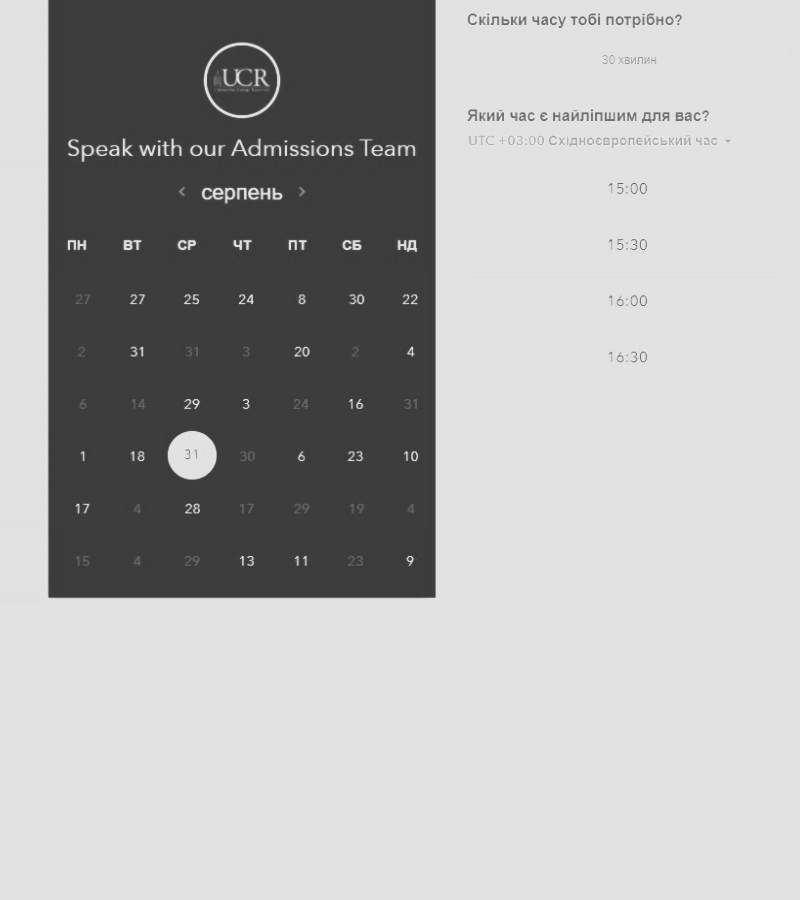 UCR
Speak with our Admissions Team
‹ серпень ›
ПН ВТ СР ЧТ ПТ СБ НД
27 27 25 24 8 30 22
2 31 31 3 20 2 4
6 14 29 3 24 16 31
1 18 31 30 6 23 10
17 4 28 17 29 19 4
15 4 29 13 11 23 9
Скільки часу тобі потрібно?
30 хвилин
Який час є найліпшим для вас?
UTC +03:00 Східноєвропейський час
15:00
15:30
16:00
16:30